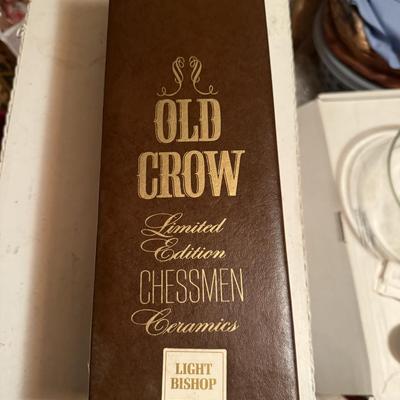 OLD
CROW
Limited
Edition
CHESSMEN
Ceramics
LIGHT
BISHOP